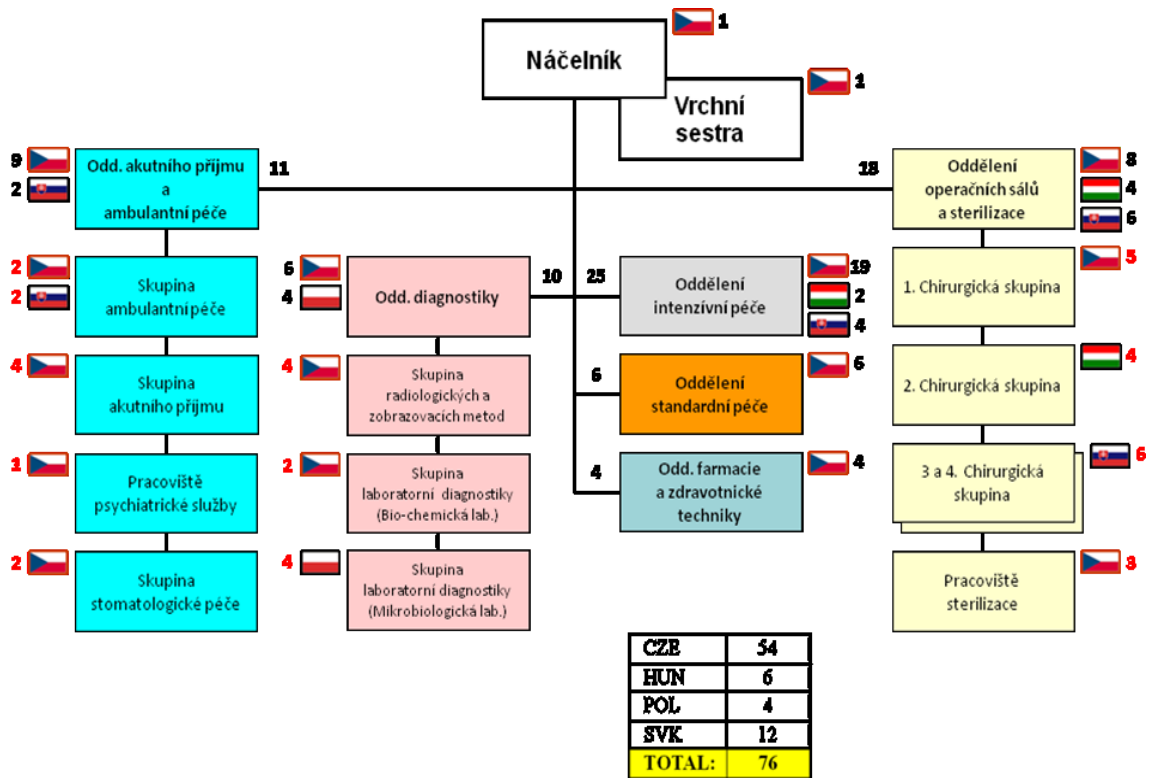 1
Náčelník
1
Vrchní
sestra
9
2
Odd. akutního příjmu
a
ambulantní péče
11
18
Oddělení
operačních sálů
a sterilizace
8
4
6
2
2
Skupina
ambulantní péče
6
4
Odd. diagnostiky
10
25
Oddělení
intenzívní péče
19
2
4
1. Chirurgická skupina
5
4
Skupina
akutního příjmu
4
Skupina
radiologických a
zobrazovacích metod
6
Oddělení
standardní péče
6
2. Chirurgická skupina
4
1
Pracoviště
psychiatrické služby
2
Skupina
laboratorní diagnostiky
(Bio-chemická lab.)
4
Odd. farmacie
a zdravotnické
techniky
4
3 a 4. Chirurgická
skupina
6
2
Skupina
stomatologické péče
4
Skupina
laboratorní diagnostiky
(Mikrobiologická lab.)
Pracoviště
sterilizace
3
CZE 54
HUN 6
POL 4
SVK 12
TOTAL: 76